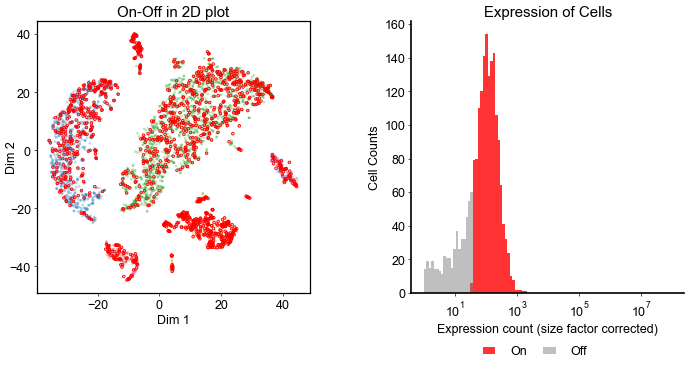 On-Off in 2D plot
40
20
0
−20
−40
Dim 2
−20
0
20
40
Dim 1
Expression of Cells
160
140
120
100
80
60
40
20
0
Cell Counts
10^1
10^3
10^5
10^7
Expression count (size factor corrected)
On
Off